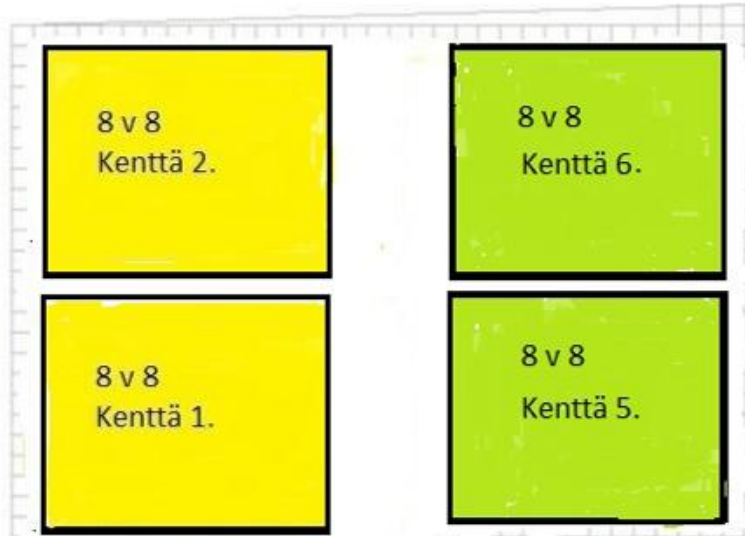 8 v 8
Kenttä 2.
8 v 8
Kenttä 6.
8 v 8
Kenttä 1.
8 v 8
Kenttä 5.